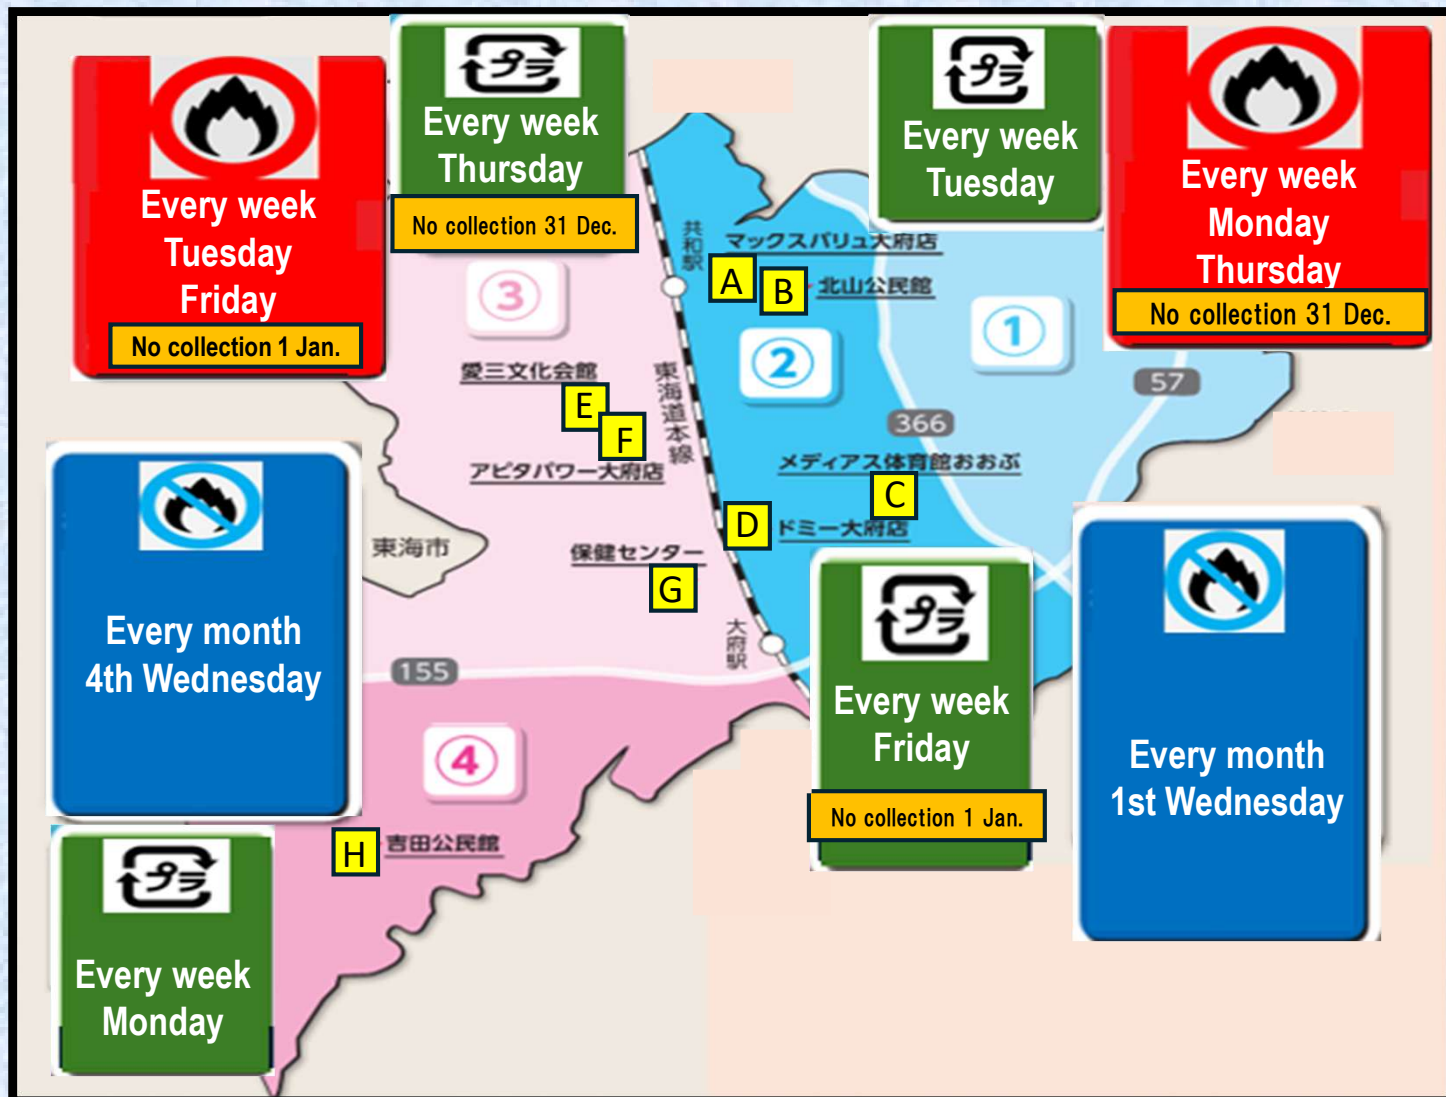 プラ
Every week
Thursday
No collection 31 Dec.
プラ
Every week
Tuesday
Every week
Tuesday
Friday
No collection 1 Jan.
Every week
Monday
Thursday
No collection 31 Dec.
共和駅
マックスバリュ大府店
A
B
北山公民館
③
②
①
愛三文化会館
東海道本線
57
E
F
366
アピタパワー大府店
メディアス体育館おおぶ
C
D
ドミー大府店
東海市
保健センター
G
大府駅
155
Every month
4th Wednesday
プラ
Every week
Friday
No collection 1 Jan.
Every month
1st Wednesday
④
H
吉田公民館
プラ
Every week
Monday